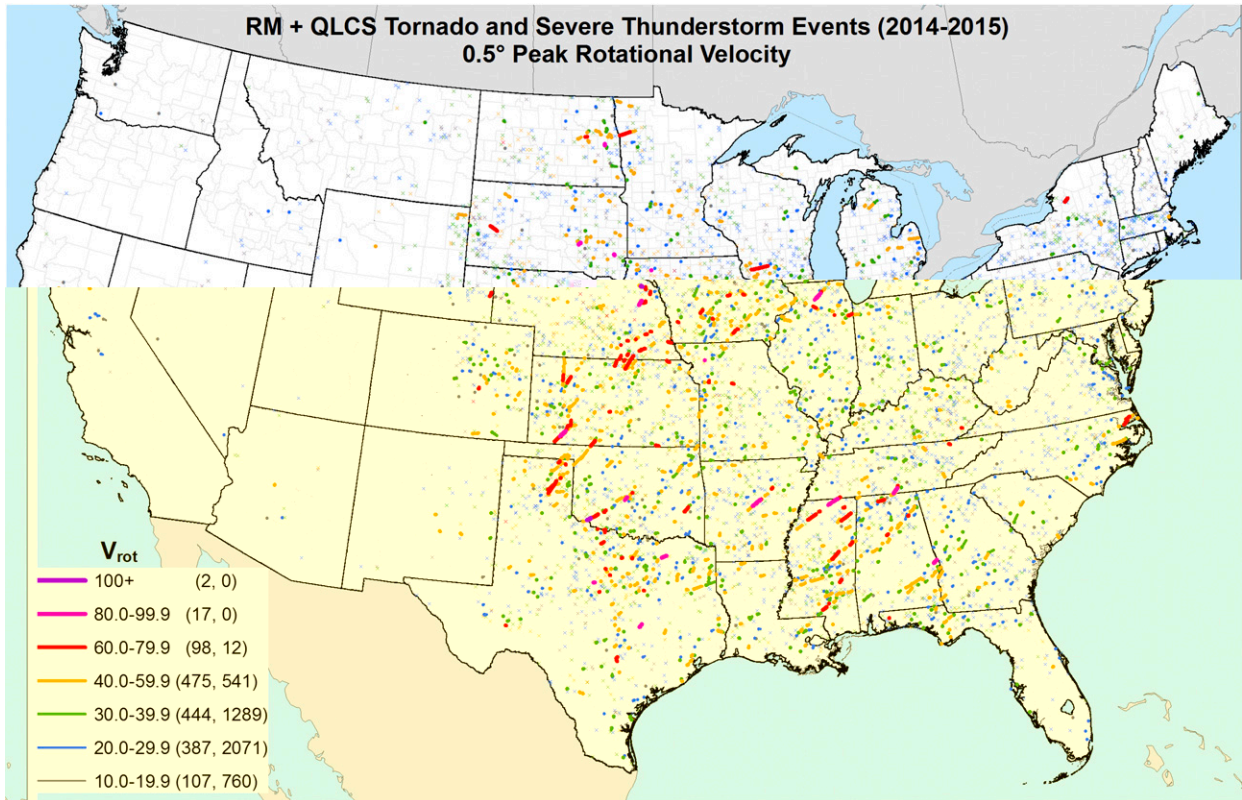 RM + QLCS Tornado and Severe Thunderstorm Events (2014-2015)
0.5° Peak Rotational Velocity
Vrot
100+ (2, 0)
80.0-99.9 (17, 0)
60.0-79.9 (98, 12)
40.0-59.9 (475, 541)
30.0-39.9 (444, 1289)
20.0-29.9 (387, 2071)
10.0-19.9 (107, 760)